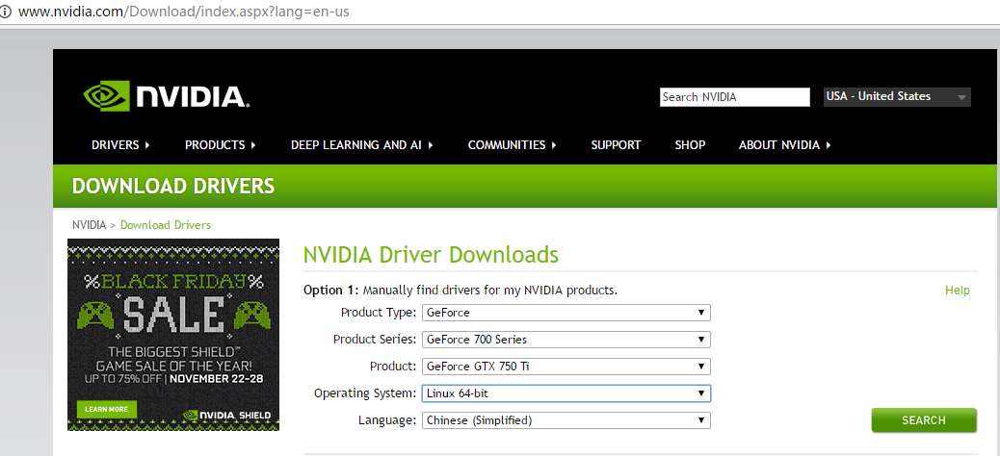 www.nvidia.com/Download/index.aspx?lang=en-us
NVIDIA.
Search NVIDIA
USA - United States
DRIVERS PRODUCTS DEEP LEARNING AND AI COMMUNITIES SUPPORT SHOP ABOUT NVIDIA
DOWNLOAD DRIVERS
NVIDIA > Download Drivers
%BLACK FRIDAY%
SALE
THE BIGGEST SHIELD™
GAME SALE OF THE YEAR!
UP TO 75% OFF | NOVEMBER 22-28
LEARN MORE
NVIDIA SHIELD
NVIDIA Driver Downloads
Option 1: Manually find drivers for my NVIDIA products.
Help
Product Type: GeForce
Product Series: GeForce 700 Series
Product: GeForce GTX 750 Ti
Operating System: Linux 64-bit
Language: Chinese (Simplified)
SEARCH